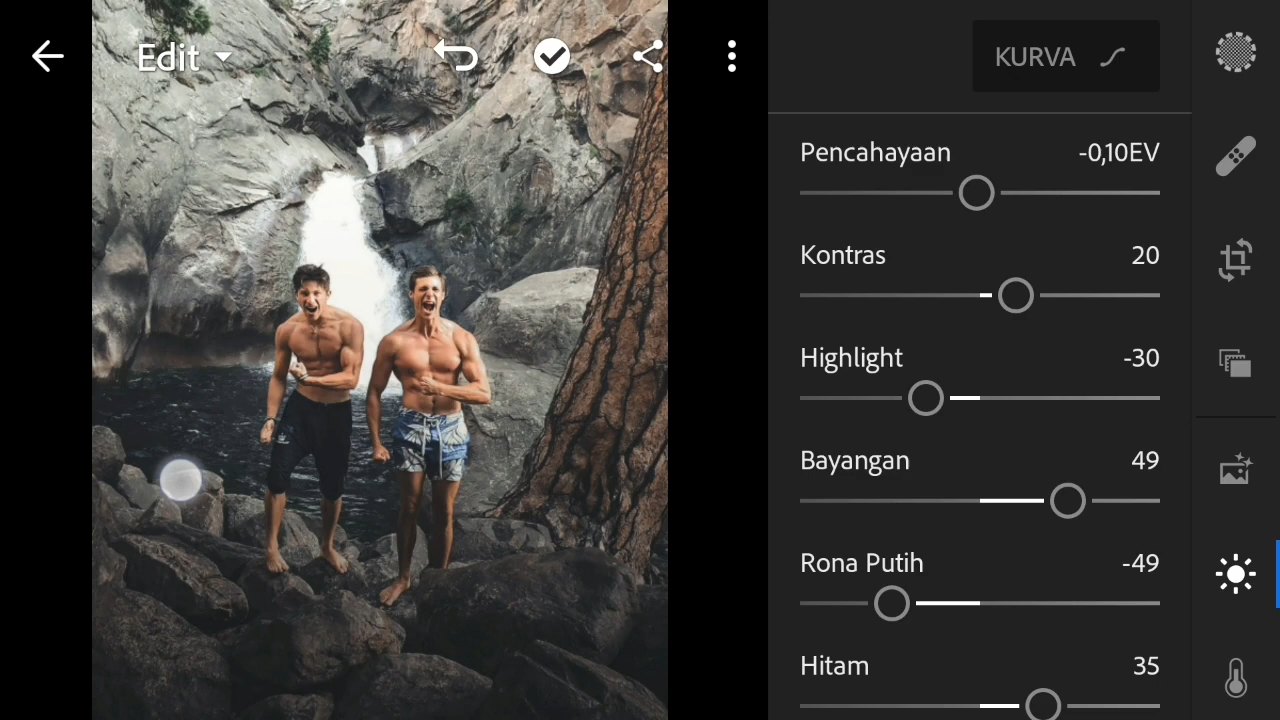 Edit
KURVA
Pencahayaan -0,10EV
Kontras 20
Highlight -30
Bayangan 49
Rona Putih -49
Hitam 35